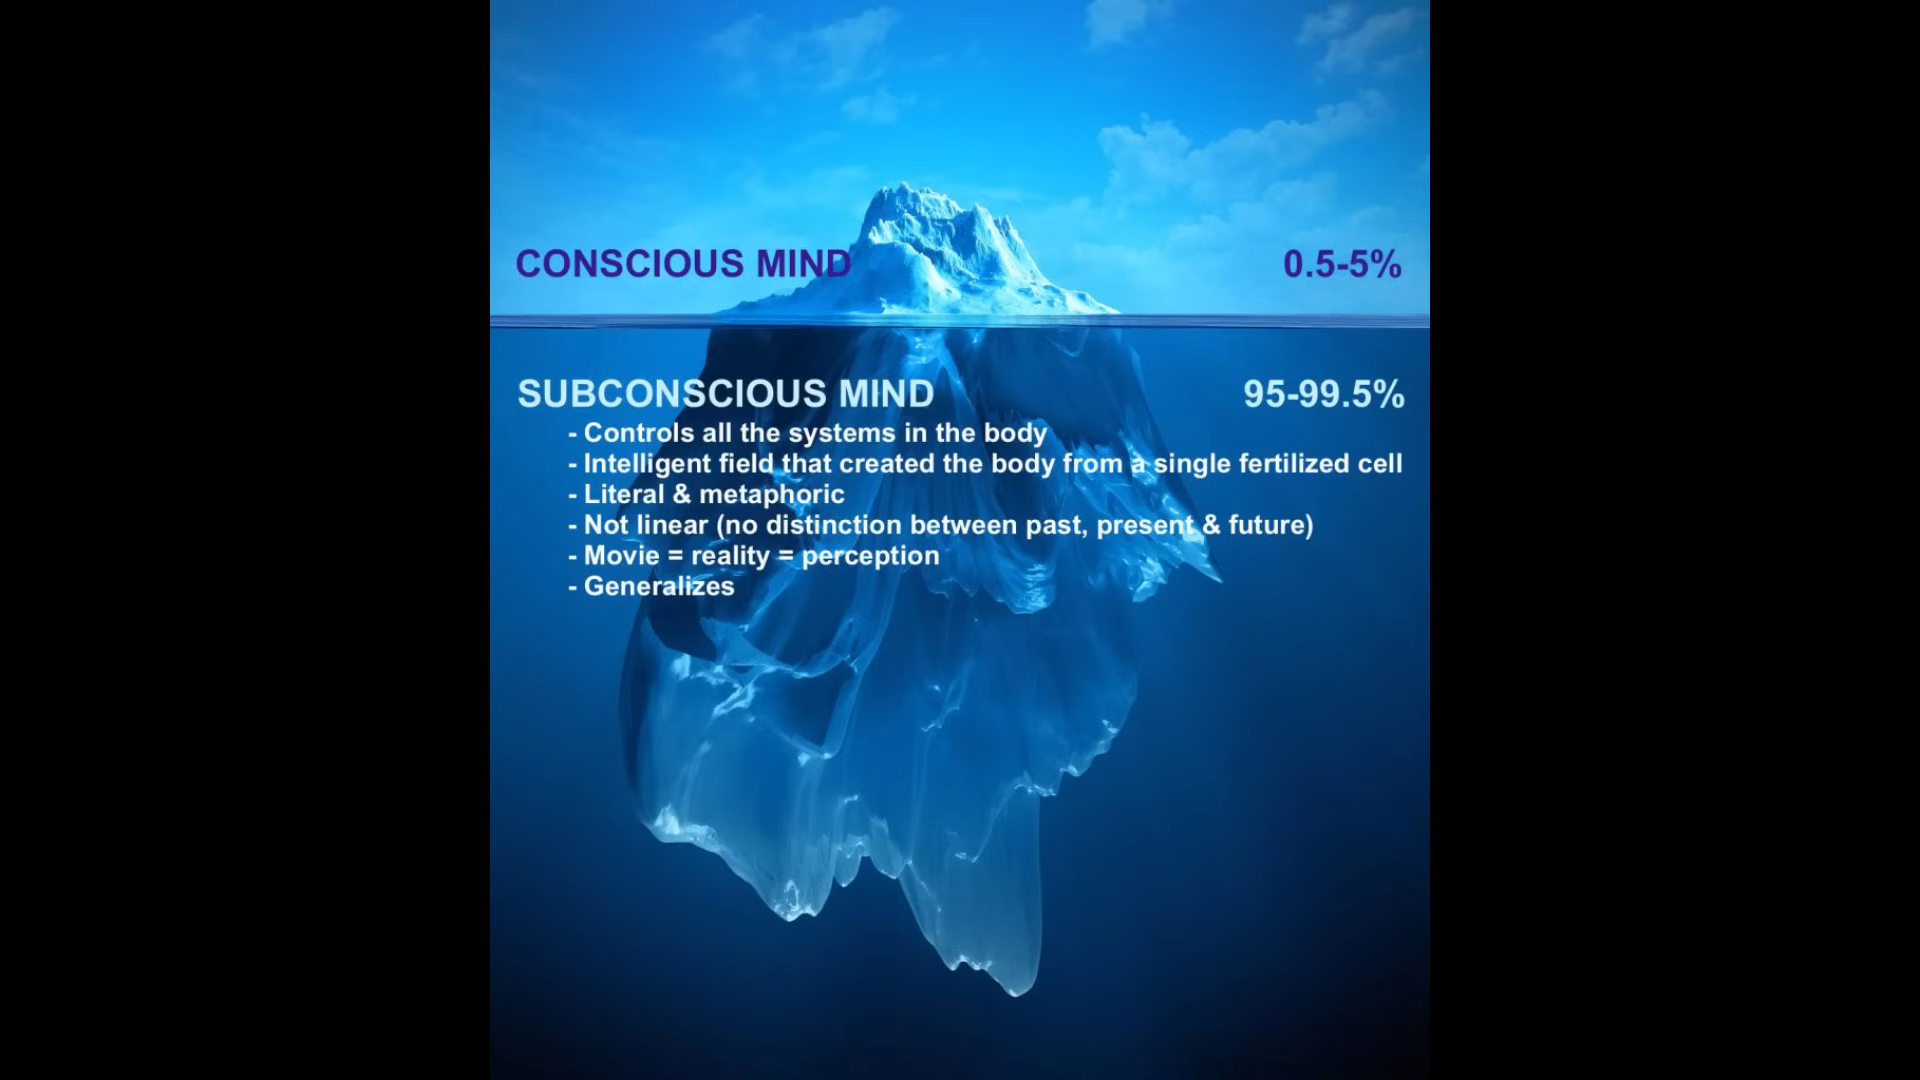 CONSCIOUS MIND 0.5-5%
SUBCONSCIOUS MIND 95-99.5%
- Controls all the systems in the body
- Intelligent field that created the body from a single fertilized cell
- Literal & metaphoric
- Not linear (no distinction between past, present & future)
- Movie = reality = perception
- Generalizes